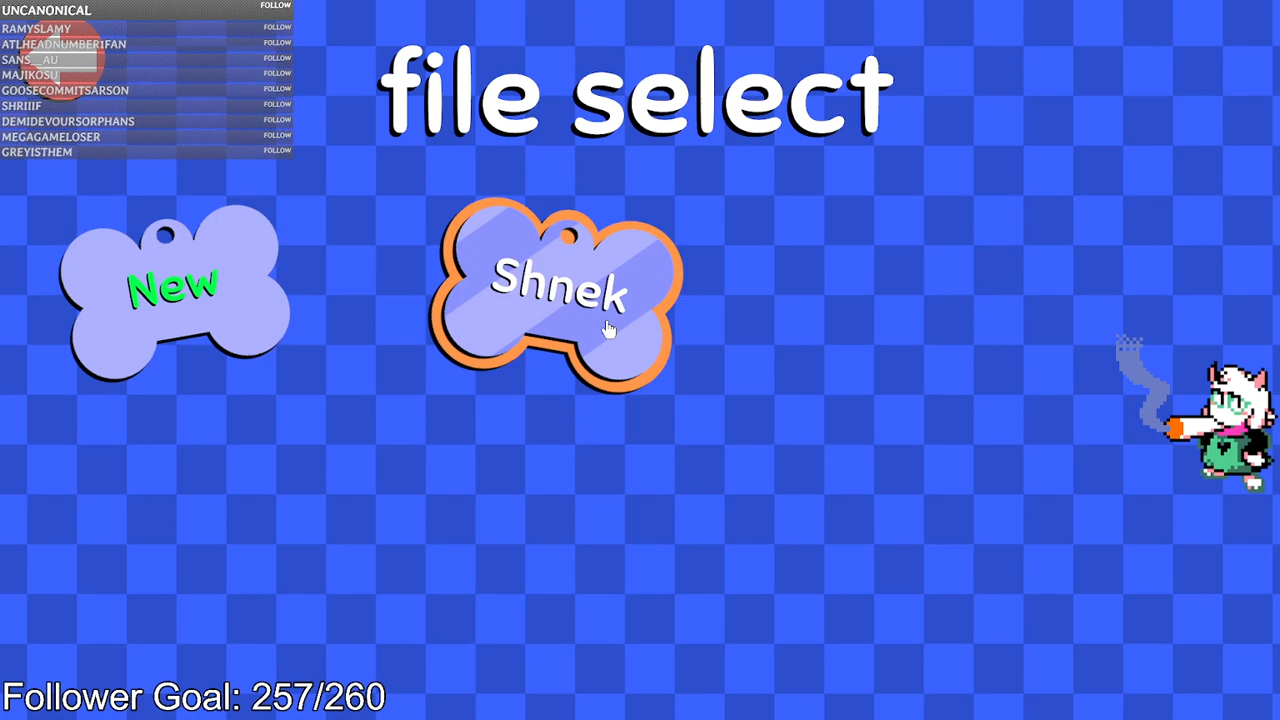 UNCANONICAL FOLLOW
RAMYSLAMY FOLLOW
ATLHEADNUMBER1FAN FOLLOW
SANS__AU FOLLOW
MAJIKOSU FOLLOW
GOOSECOMMITSARSON FOLLOW
SHRIIIF FOLLOW
DEMIDEVOURSORPHANS FOLLOW
MEGAGAMELOSER FOLLOW
GREYISTHEM FOLLOW
file select
New
Shnek
Follower Goal: 257/260